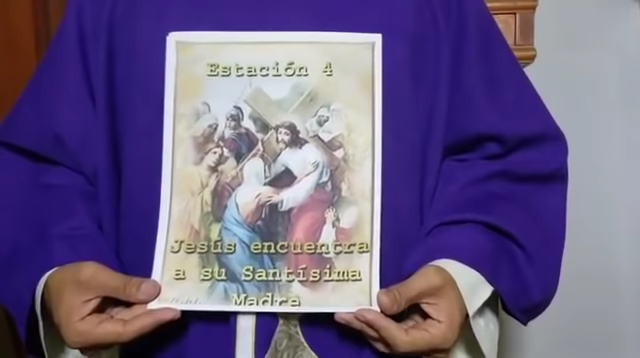 Estación 4
Jesús encuentra
a su Santísima
Madre